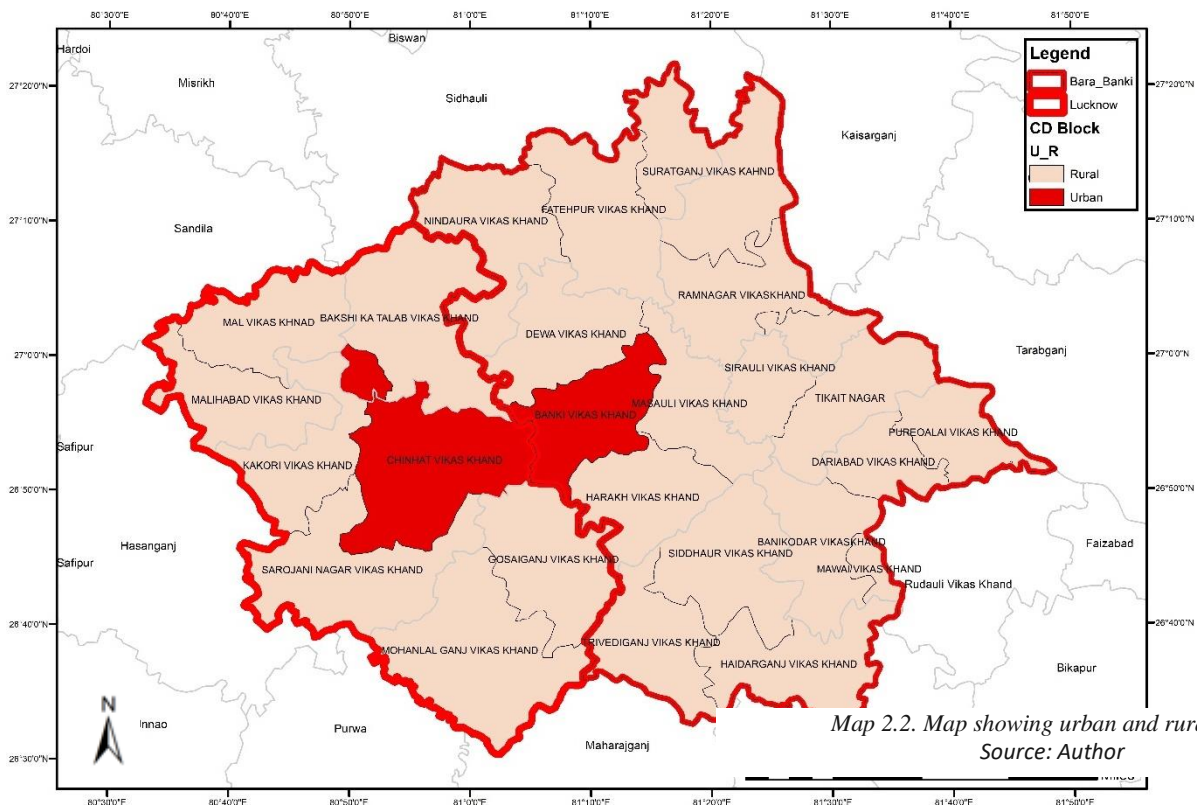 80°30'0"E 80°40'0"E 80°50'0"E 81°0'0"E 81°10'0"E 81°20'0"E 81°30'0"E 81°40'0"E 81°50'0"E
Hardoi
Biswan
Misrikh
Sidhauli
Kaisarganj
Legend
Bara_Banki
Lucknow
CD Block
U_R
Rural
Urban
27°20'0"N
27°20'0"N
SURATGANJ VIKAS KAHND
FATEHPUR VIKAS KHAND
NINDAURA VIKAS KHAND
27°10'0"N
27°10'0"N
Sandila
RAMNAGAR VIKASKHAND
MAL VIKAS KHNAD
BAKSHI KA TALAB VIKAS KHAND
DEWA VIKAS KHAND
27°0'0"N
27°0'0"N
Tarabganj
SIRAULI VIKAS KHAND
MALIHABAD VIKAS KHAND
TIKAIT NAGAR
MASAULI VIKAS KHAND
BANKI VIKAS KHAND
PUREOALAI VIKAS KHAND
Safipur
KAKORI VIKAS KHAND
CHINHAT VIKAS KHAND
DARIABAD VIKAS KHAND
26°50'0"N
26°50'0"N
HARAKH VIKAS KHAND
Hasanganj
BANIKODAR VIKASKHAND
Faizabad
Safipur
SAROJANI NAGAR VIKAS KHAND
GOSAIGANJ VIKAS KHAND
SIDDHAUR VIKAS KHAND
MAWAI VIKAS KHAND
Rudauli Vikas Khand
26°40'0"N
26°40'0"N
MOHANLAL GANJ VIKAS KHAND
TRIVEDIGANJ VIKAS KHAND
HAIDARGANJ VIKAS KHAND
Bikapur
N
Unnao
Purwa
Maharajganj
Map 2.2. Map showing urban and rura
Source: Author
26°30'0"N
Miles
80°30'0"E 80°40'0"E 80°50'0"E 81°0'0"E 81°10'0"E 81°20'0"E 81°30'0"E 81°40'0"E 81°50'0"E